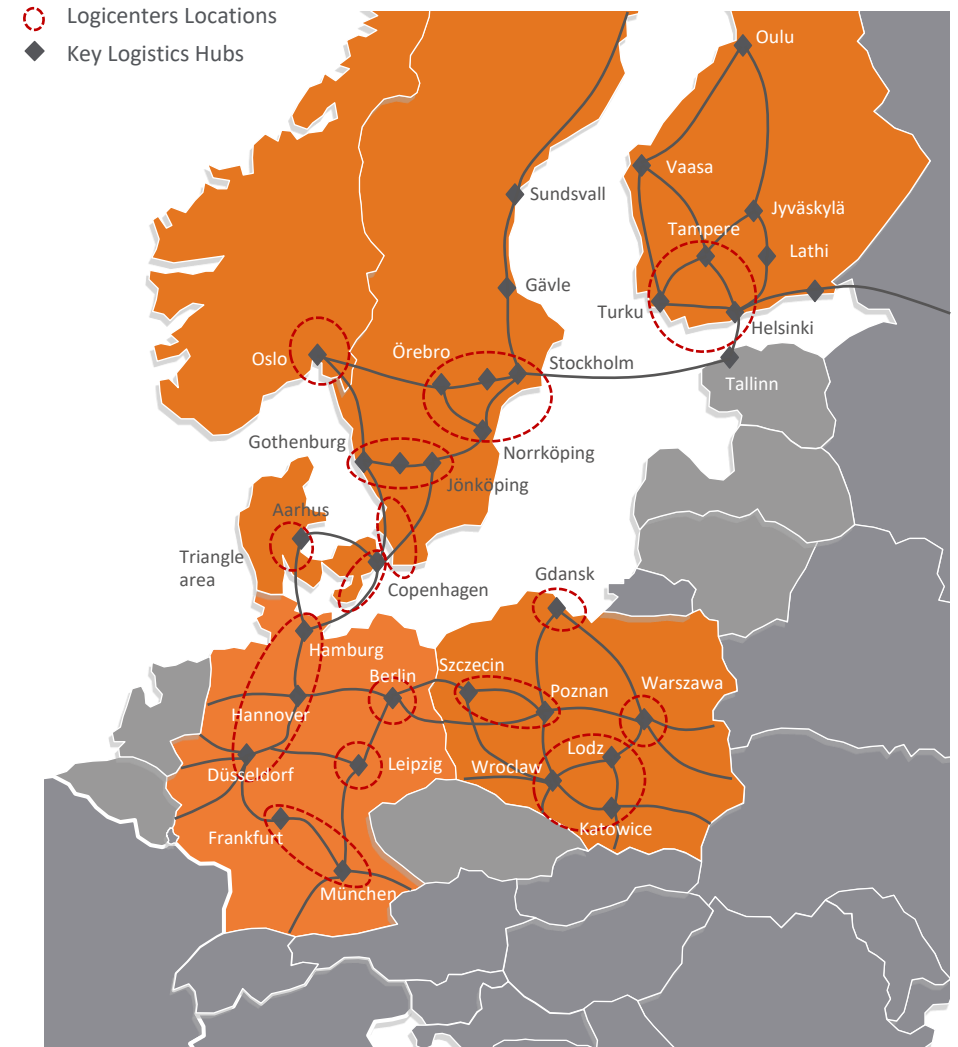 Logicenters Locations
Key Logistics Hubs
Oulu
Vaasa
Sundsvall
Jyväskylä
Tampere
Lathi
Gävle
Turku
Helsinki
Oslo
Örebro
Stockholm
Tallinn
Gothenburg
Norrköping
Jönköping
Aarhus
Triangle
area
Copenhagen
Gdansk
Hamburg
Szczecin
Berlin
Poznan
Warszawa
Hannover
Lodz
Düsseldorf
Leipzig
Wroclaw
Frankfurt
Katowice
München